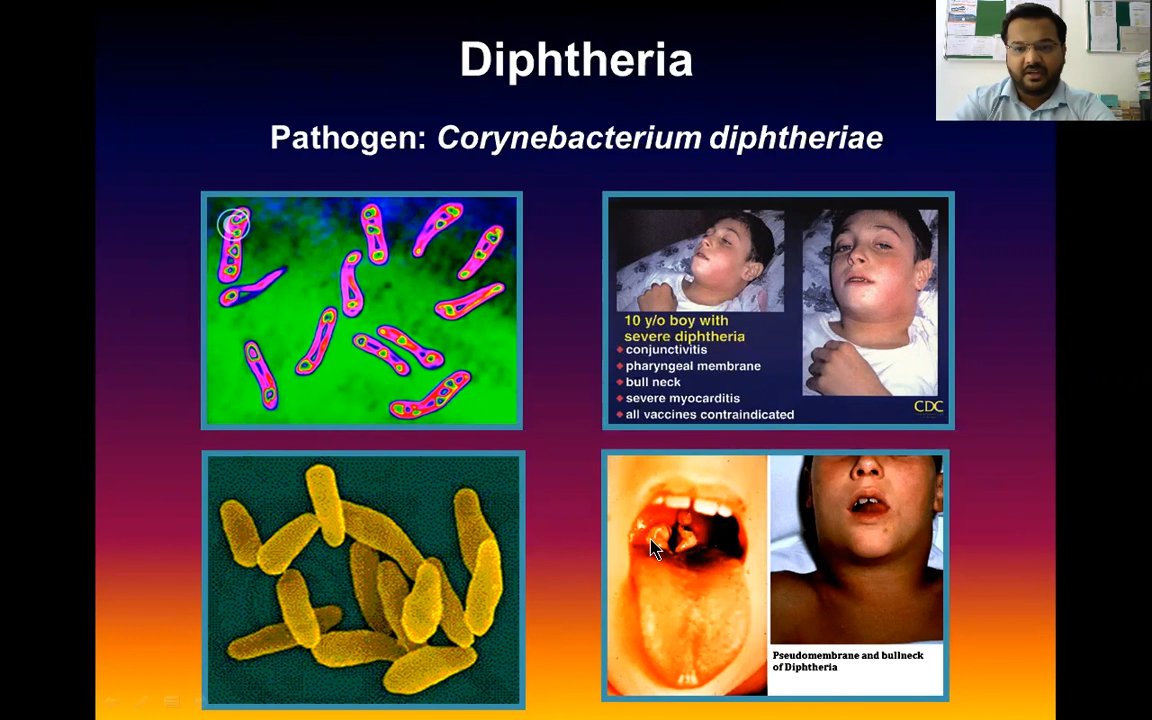 Diphtheria
Pathogen: Corynebacterium diphtheriae
10 y/o boy with
severe diphtheria
conjunctivitis
pharyngeal membrane
bull neck
severe myocarditis
all vaccines contraindicated
CDC
Pseudomembrane and bullneck
of Diphtheria